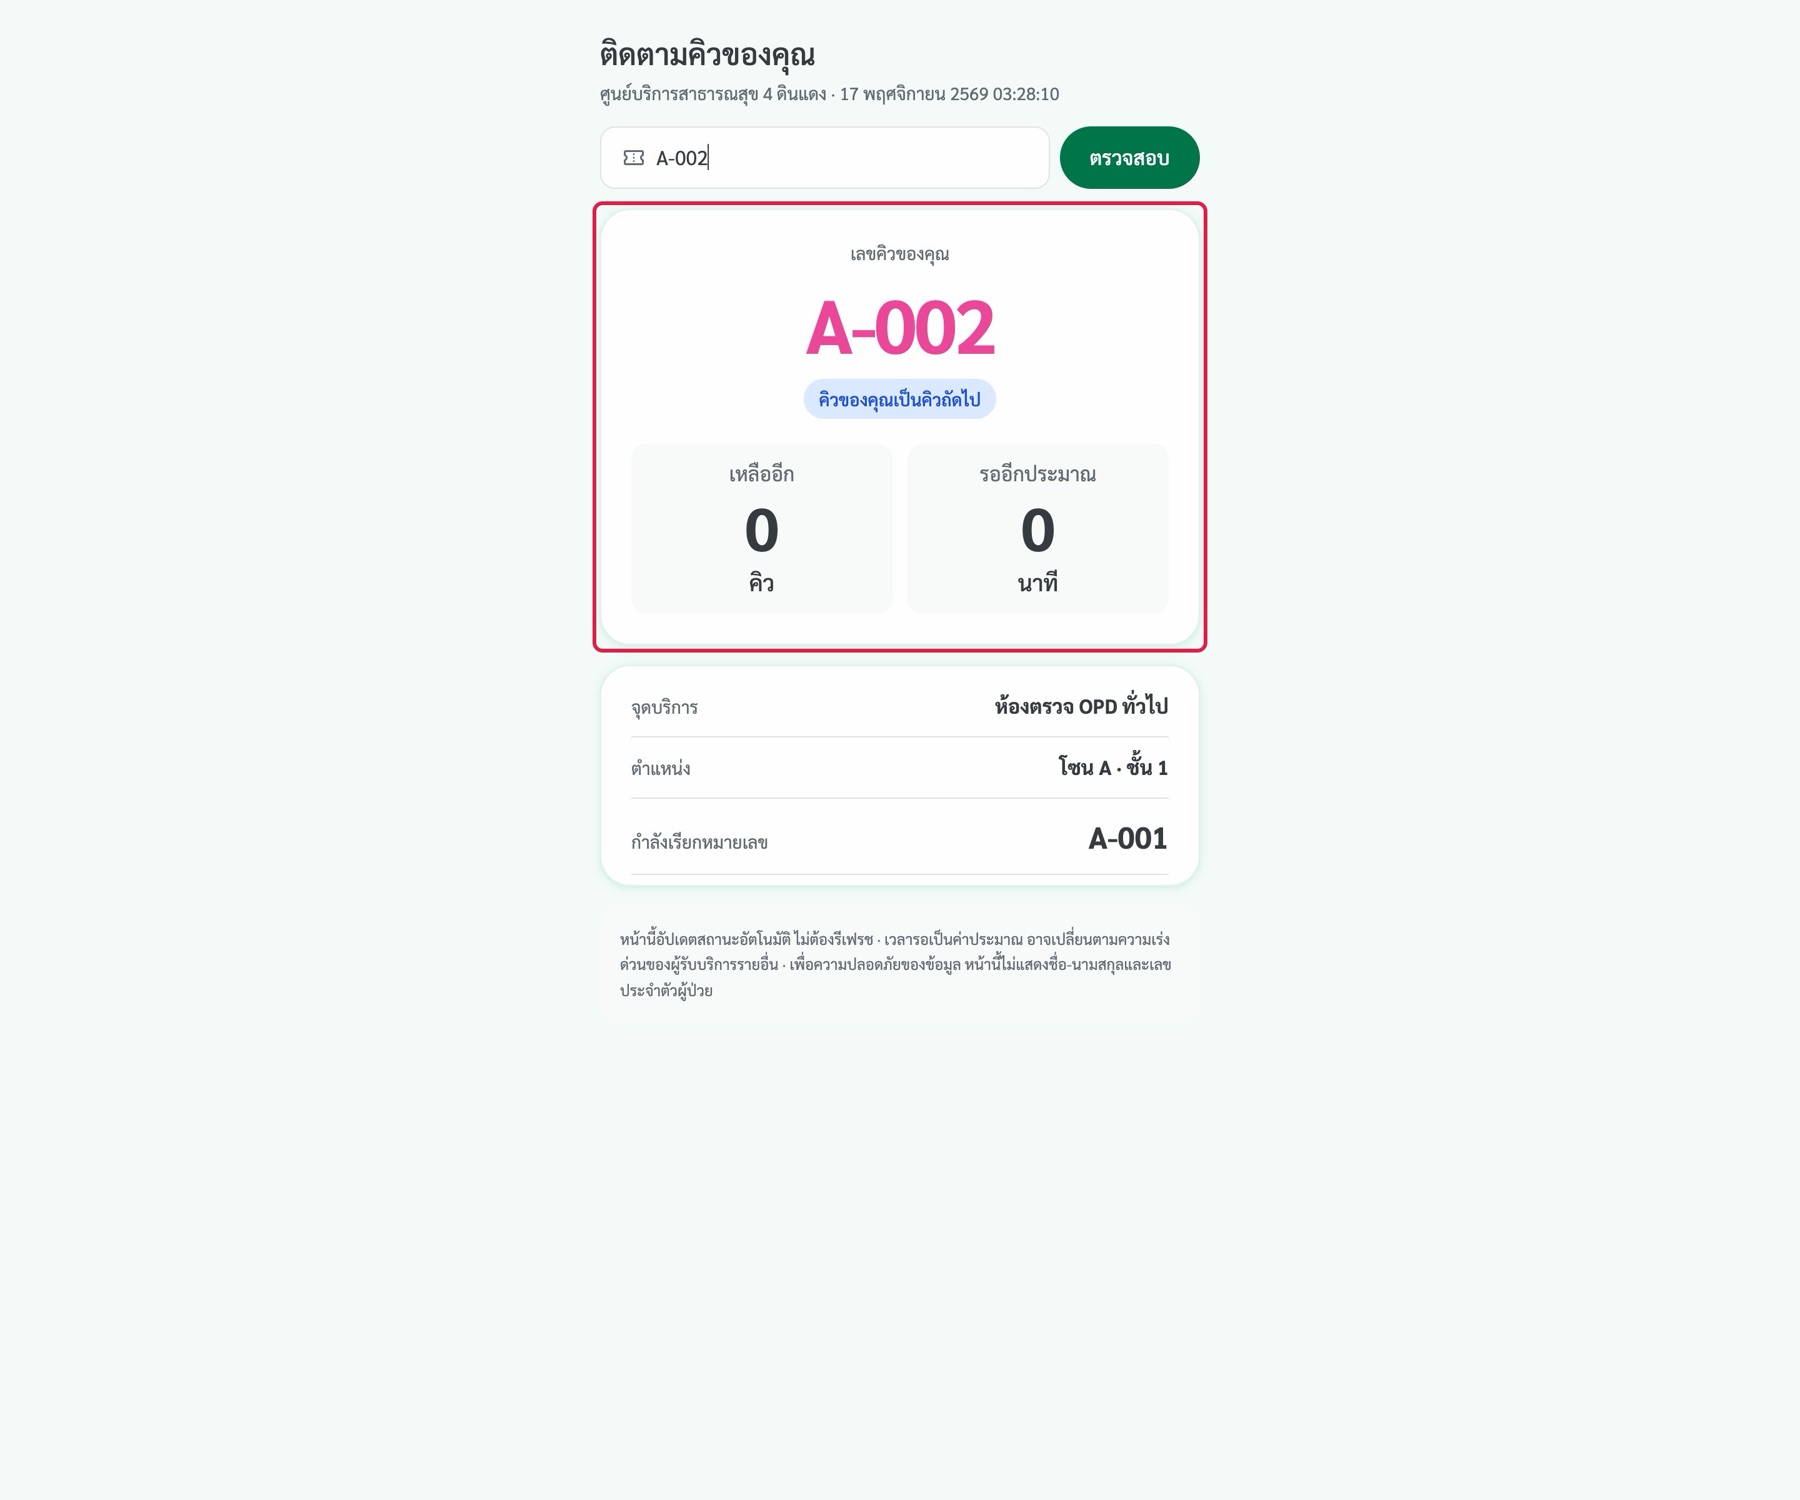 ติดตามคิวของคุณ
ศูนย์บริการสาธารณสุข 4 ดินแดง · 17 พฤศจิกายน 2569 03:28:10
A-002
ตรวจสอบ
เลขคิวของคุณ
A-002
คิวของคุณเป็นคิวถัดไป
เหลืออีก
0
คิว
รออีกประมาณ
0
นาที
จุดบริการ
ห้องตรวจ OPD ทั่วไป
ตำแหน่ง
โซน A · ชั้น 1
กำลังเรียกหมายเลข
A-001
หน้านี้อัปเดตสถานะอัตโนมัติ ไม่ต้องรีเฟรช · เวลารอเป็นค่าประมาณ อาจเปลี่ยนตามความเร่ง
ด่วนของผู้รับบริการรายอื่น · เพื่อความปลอดภัยของข้อมูล หน้านี้ไม่แสดงชื่อ-นามสกุลและเลข
ประจำตัวผู้ป่วย